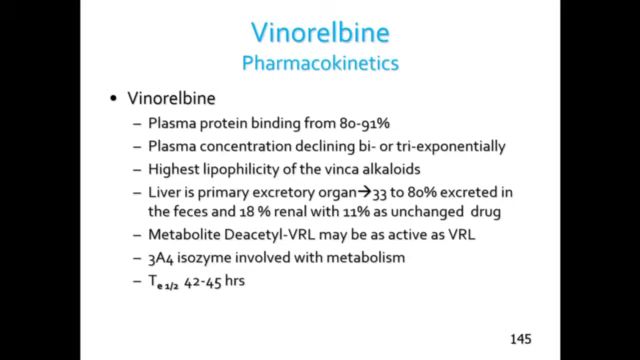 Vinorelbine
Pharmacokinetics
• Vinorelbine
– Plasma protein binding from 80-91%
– Plasma concentration declining bi- or tri-exponentially
– Highest lipophilicity of the vinca alkaloids
– Liver is primary excretory organ→33 to 80% excreted in
the feces and 18 % renal with 11% as unchanged drug
– Metabolite Deacetyl-VRL may be as active as VRL
– 3A4 isozyme involved with metabolism
– Te 1/2 42-45 hrs
145